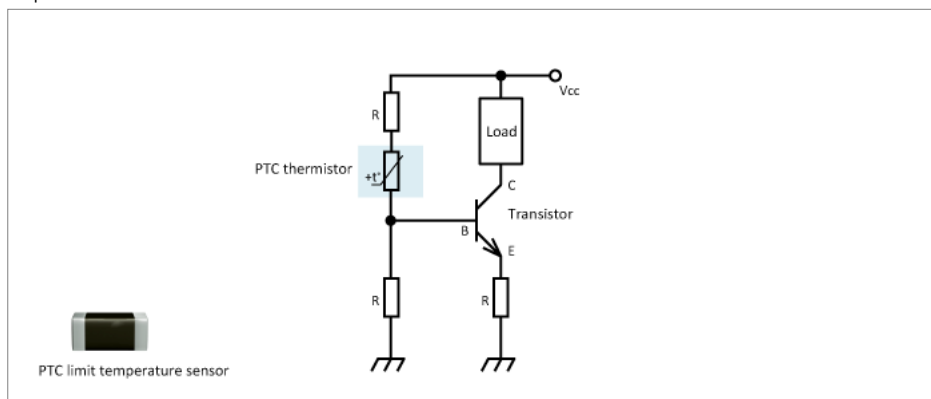 Vcc
R
Load
PTC thermistor
+t°
C
Transistor
B
E
R
R
PTC limit temperature sensor